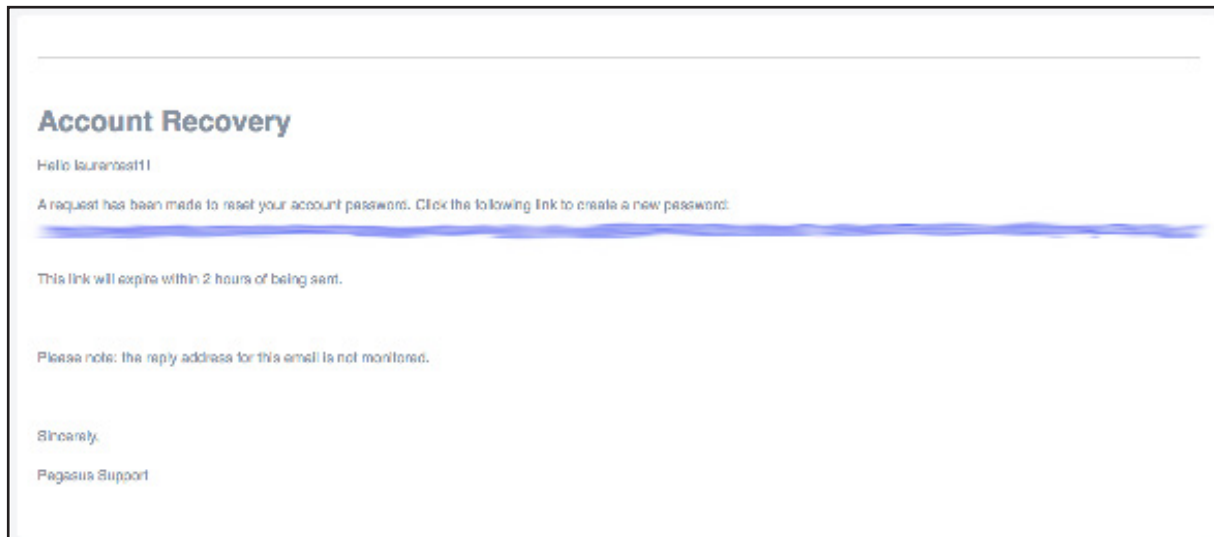 Account Recovery
Hello laurentest1!
A request has been made to reset your account password. Click the following link to create a new password:
This link will expire within 2 hours of being sent.
Please note: the reply address for this email is not monitored.
Sincerely,
Pegasus Support